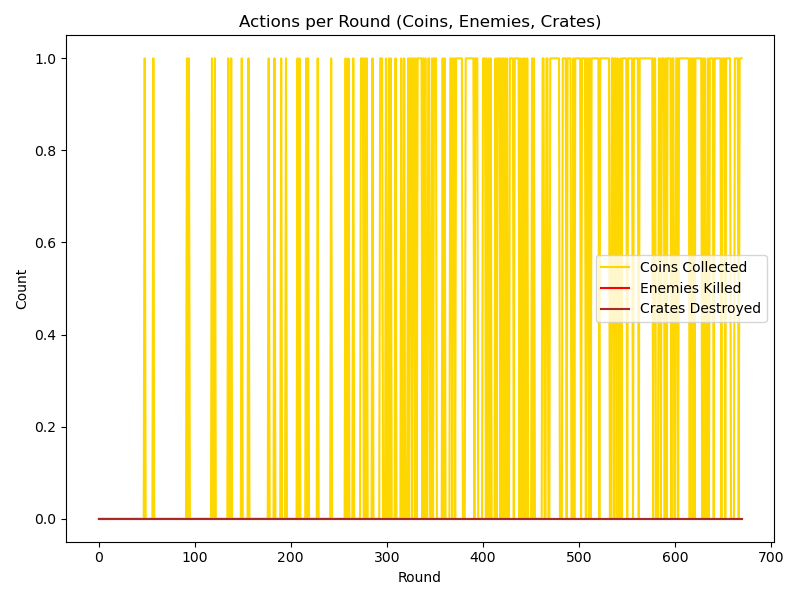 Actions per Round (Coins, Enemies, Crates)
1.0
0.8
0.6
0.4
0.2
0.0
Count
Coins Collected
Enemies Killed
Crates Destroyed
0 100 200 300 400 500 600 700
Round